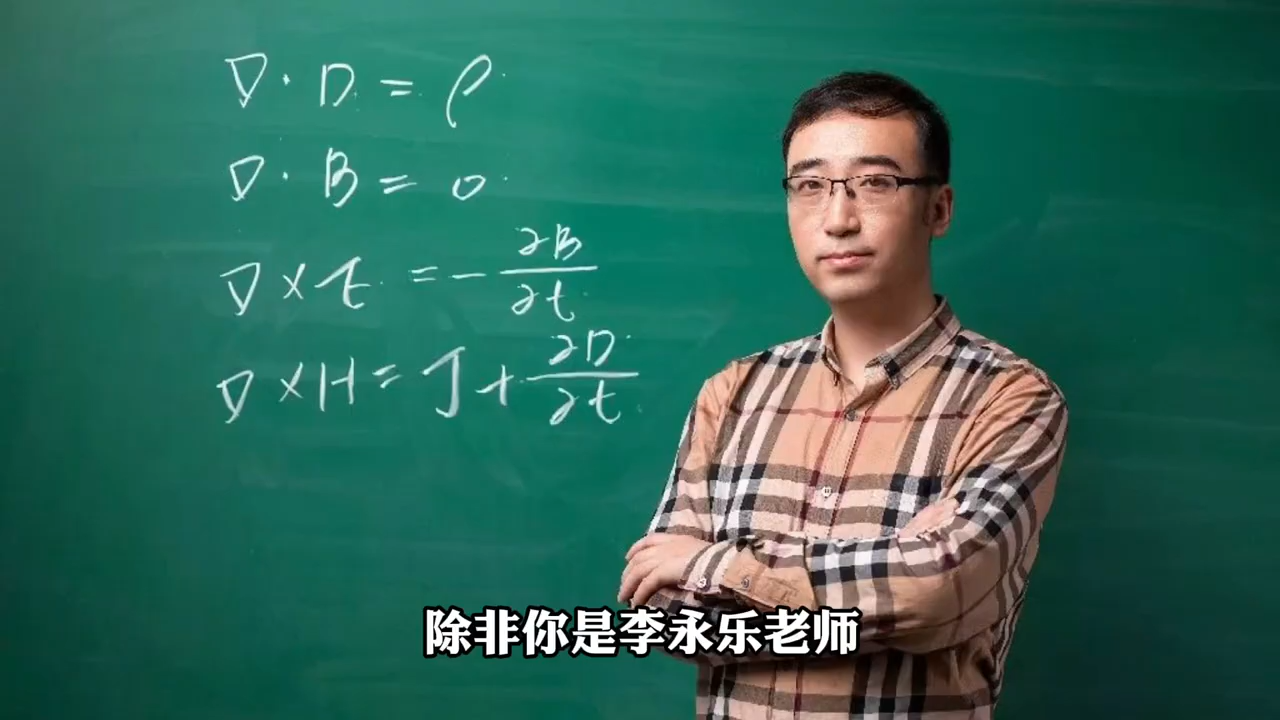 ∇ · D = ρ
∇ · B = 0
∇ × E = - ∂B/∂t
∇ × H = J + ∂D/∂t
除非你是李永乐老师